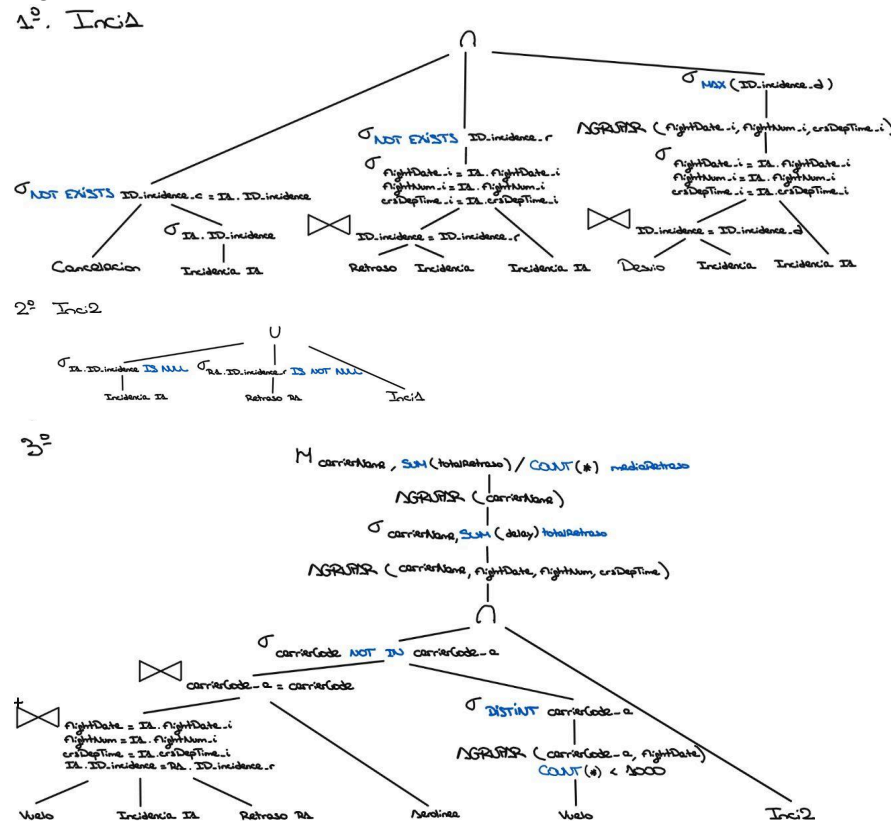 1º. Inci1
∩
σ MAX (ID_incidence_d)
AGRUPAR (flightDate_i, flightNum_i, crsDepTime_i)
σ NOT EXISTS ID_incidence_r
σ flightDate_i = I1.flightDate_i
flightNum_i = I1.flightNum_i
crsDepTime_i = I1.crsDepTime_i
σ flightDate_i = I1.flightDate_i
flightNum_i = I1.flightNum_i
crsDepTime_i = I1.crsDepTime_i
σ NOT EXISTS ID_incidence_c = I1.ID_incidence
σ I1.ID_incidence
⋈ ID_incidence = ID_incidence_r
⋈ ID_incidence = ID_incidence_d
Cancelacion
Incidencia I1
Retraso
Incidencia
Incidencia I1
Desvio
Incidencia
Incidencia I1
2º Inci2
U
σ I1.ID_incidence IS NULL
σ R1.ID_incidence_r IS NOT NULL
Incidencia I1
Retraso R1
Inci1
3º
M carrierName, SUM (totalRetraso) / COUNT (*) mediaRetraso
AGRUPAR (carrierName)
σ carrierName, SUM (delay) totalRetraso
AGRUPAR (carrierName, flightDate, flightNum, crsDepTime)
∩
σ carrierCode NOT IN carrierCode_a
⋈ carrierCode_a = carrierCode
σ DISTINT carrierCode_a
+
⋈ flightDate = I1.flightDate_i
flightNum = I1.flightNum_i
crsDepTime = I1.crsDepTime_i
I1.ID_incidence = R1.ID_incidence_r
AGRUPAR (carrierCode_a, flightDate)
COUNT (*) < 1000
Vuelo
Incidencia I1
Retraso R1
Aerolinea
Vuelo
Inci2